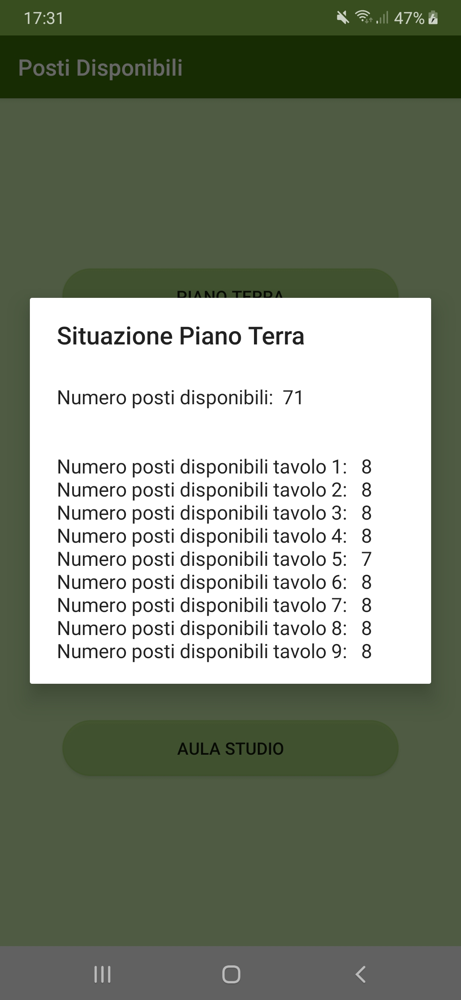 17:31 47%
Posti Disponibili
PIANO TERRA
Situazione Piano Terra
Numero posti disponibili: 71
Numero posti disponibili tavolo 1: 8
Numero posti disponibili tavolo 2: 8
Numero posti disponibili tavolo 3: 8
Numero posti disponibili tavolo 4: 8
Numero posti disponibili tavolo 5: 7
Numero posti disponibili tavolo 6: 8
Numero posti disponibili tavolo 7: 8
Numero posti disponibili tavolo 8: 8
Numero posti disponibili tavolo 9: 8
AULA STUDIO